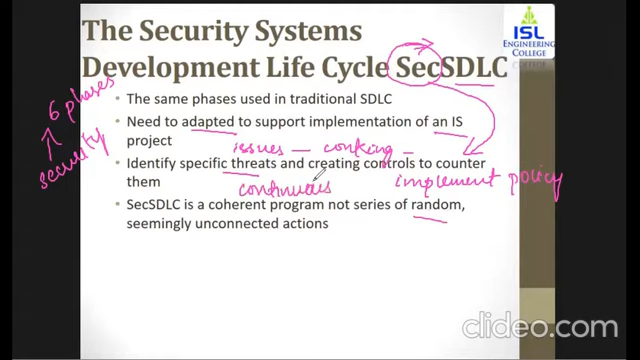 The Security Systems
Development Life Cycle SecSDLC
ISL
ENGINEERING
COLLEGE
6 phases
security
• The same phases used in traditional SDLC
• Need to adapted to support implementation of an IS
project
issues
• Identify specific threats and creating controls to counter
them
continuous
implement policy
• SecSDLC is a coherent program not series of random,
seemingly unconnected actions
clideo.com